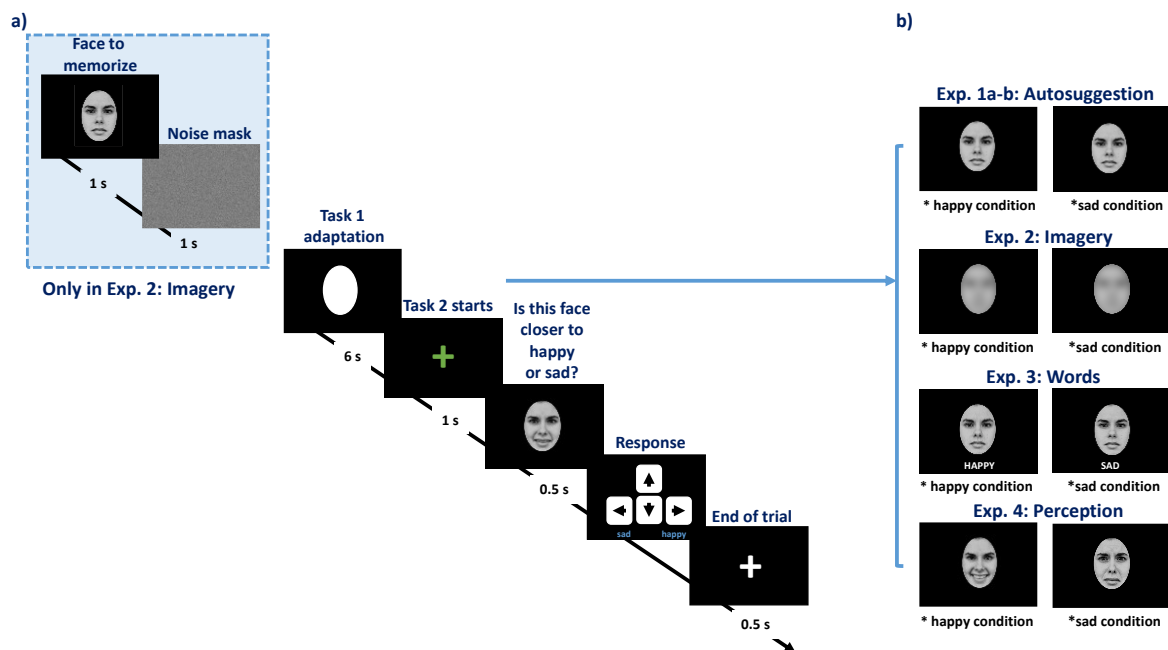 a)
Face to
memorize
Noise mask
1 s
1 s
Only in Exp. 2: Imagery
Task 1
adaptation
6 s
Task 2 starts
1 s
Is this face
closer to
happy
or sad?
0.5 s
Response
sad happy
End of trial
0.5 s
b)
Exp. 1a-b: Autosuggestion
* happy condition *sad condition
Exp. 2: Imagery
* happy condition *sad condition
Exp. 3: Words
HAPPY SAD
* happy condition *sad condition
Exp. 4: Perception
* happy condition *sad condition